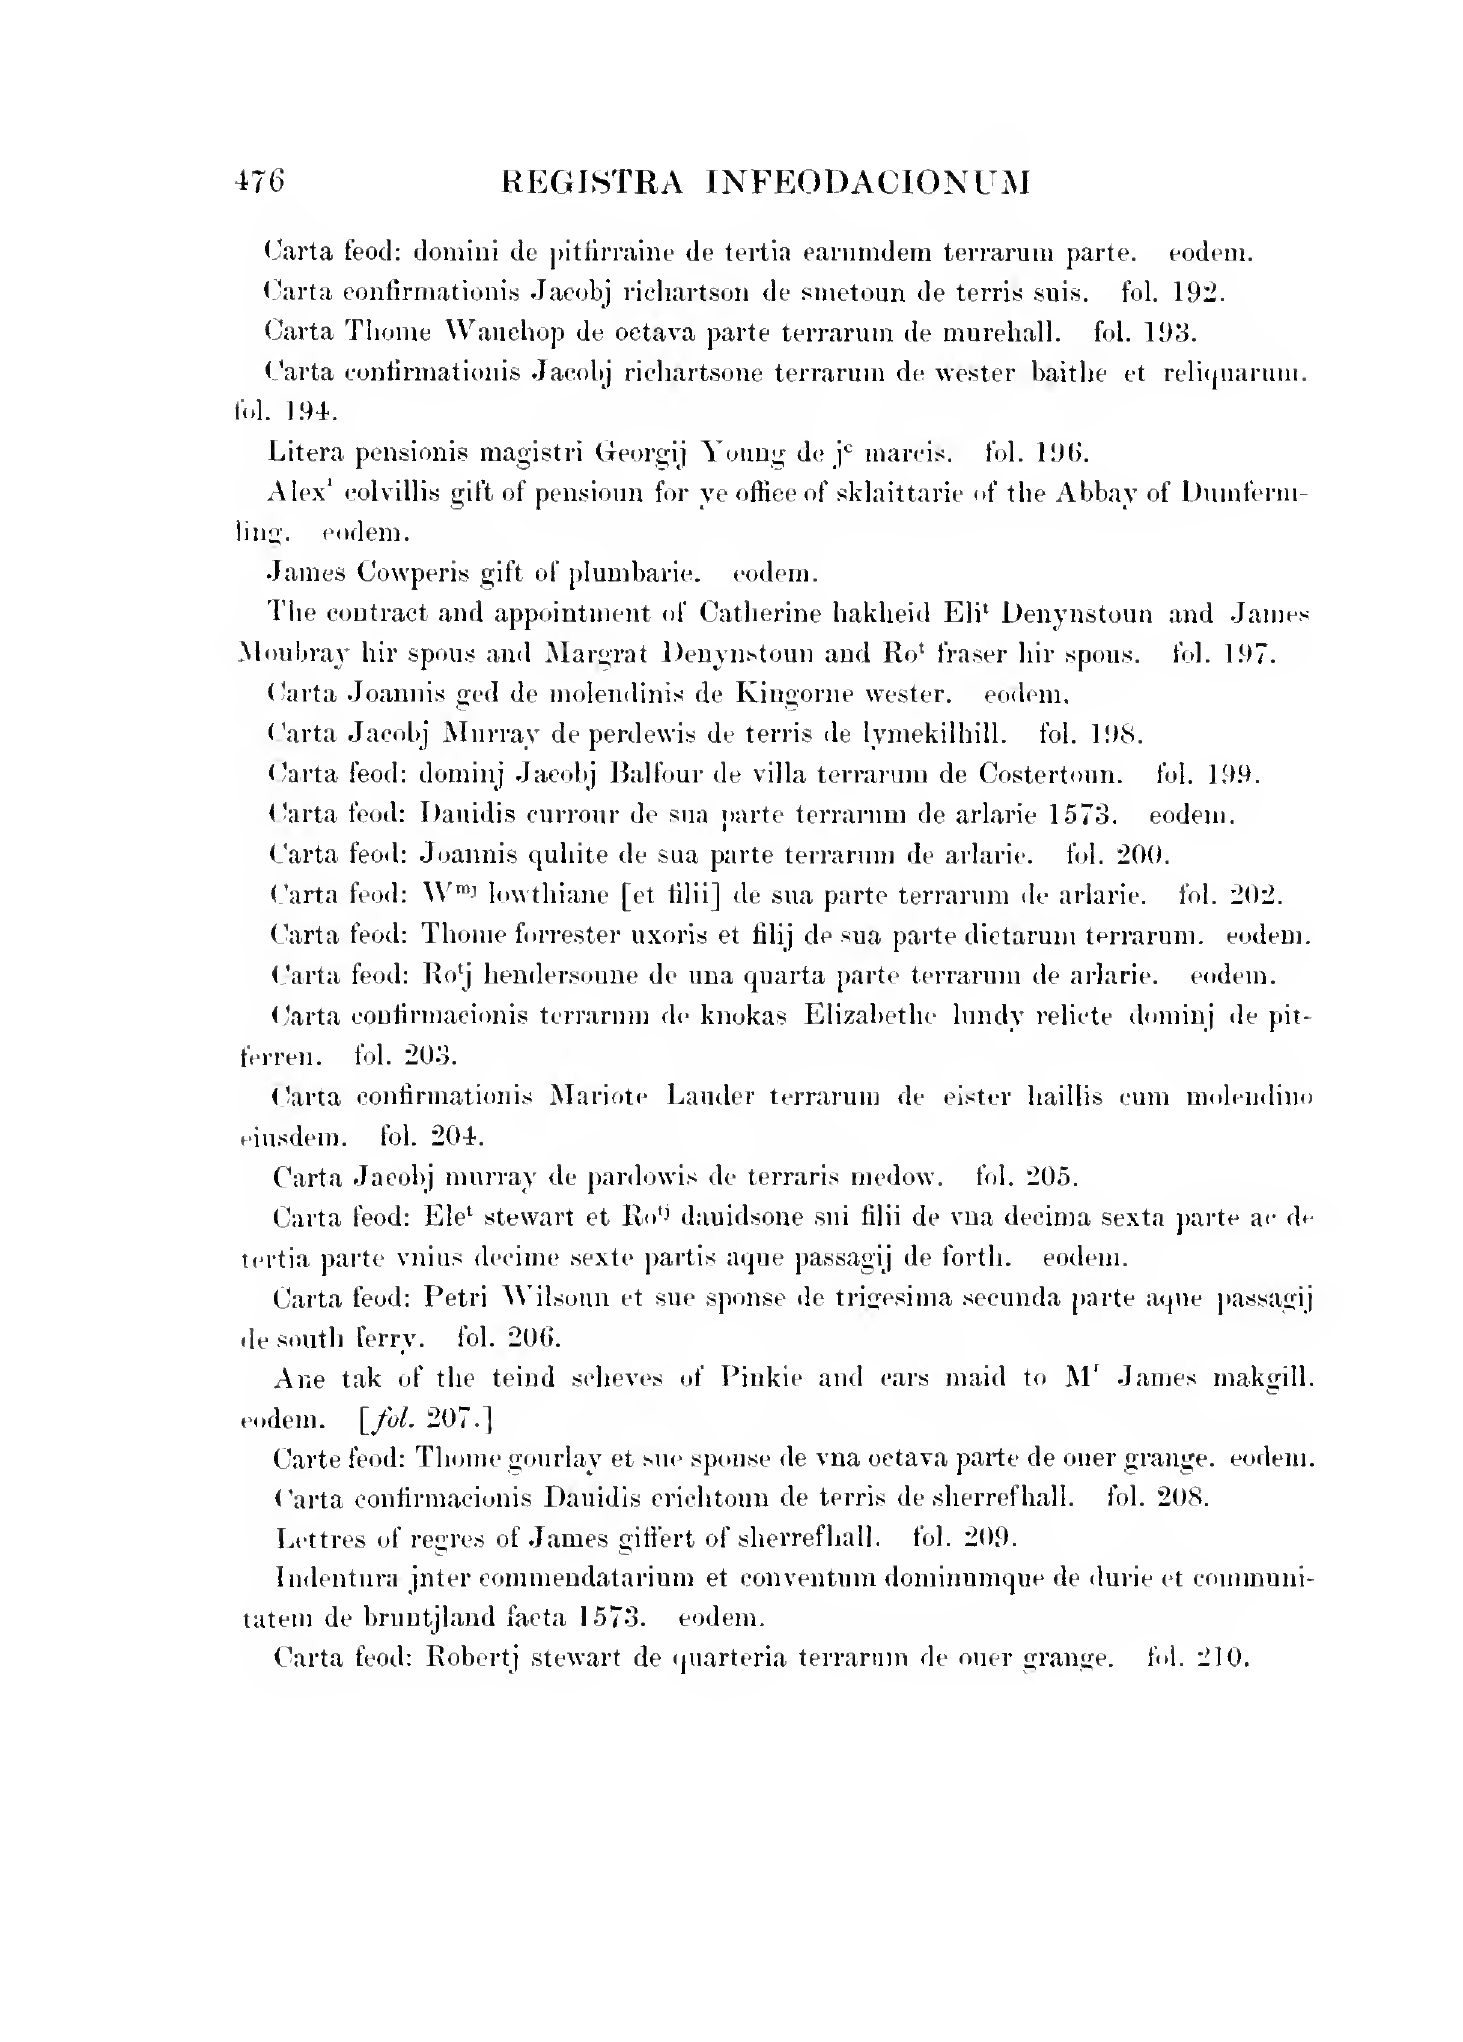 476 REGISTRA INFEODACIONUM
Carta feod: domini de pitfirraine de tertia earumdem terrarum parte. eodem.
Carta confirmationis Jacobj richartson de smetoun de terris suis. fol. 192.
Carta Thome Wauchop de octava parte terrarum de murehall. fol. 193.
Carta confirmationis Jacobj richartsone terrarum de wester baithe et reliquarum.
fol. 194.
Litera pensionis magistri Georgij Young de jᶜ marcis. fol. 196.
Alexʳ colvillis gift of pensioun for ye office of sklaittarie of the Abbay of Dumferm-
ling. eodem.
James Cowperis gift of plumbarie. eodem.
The contract and appointment of Catherine hakheid Eliᵗ Denynstoun and James
Moubray hir spous and Margrat Denynstoun and Roᵗ fraser hir spous. fol. 197.
Carta Joannis ged de molendinis de Kingorne wester. eodem.
Carta Jacobj Murray de perdewis de terris de lymekilhill. fol. 198.
Carta feod: dominj Jacobj Balfour de villa terrarum de Costertoun. fol. 199.
Carta feod: Dauidis currour de sua parte terrarum de arlarie 1573. eodem.
Carta feod: Joannis quhite de sua parte terrarum de arlarie. fol. 200.
Carta feod: Wᵐʲ lowthiane [et filii] de sua parte terrarum de arlarie. fol. 202.
Carta feod: Thome forrester uxoris et filij de sua parte dictarum terrarum. eodem.
Carta feod: Roᵗj hendersoune de una quarta parte terrarum de arlarie. eodem.
Carta confirmacionis terrarum de knokas Elizabethe lundy relicte dominj de pit-
ferren. fol. 203.
Carta confirmationis Mariote Lauder terrarum de eister haillis cum molendino
eiusdem. fol. 204.
Carta Jacobj murray de pardowis de terraris medow. fol. 205.
Carta feod: Eleᵗ stewart et Roᵗʲ dauidsone sui filii de vna decima sexta parte ac de
tertia parte vnius decime sexte partis aque passagij de forth. eodem.
Carta feod: Petri Wilsoun et sue sponse de trigesima secunda parte aque passagij
de south ferry. fol. 206.
Ane tak of the teind scheves of Pinkie and cars maid to Mʳ James makgill.
eodem. [fol. 207.]
Carte feod: Thome gourlay et sue sponse de vna octava parte de ouer grange. eodem.
Carta confirmacionis Dauidis crichtoun de terris de sherrefhall. fol. 208.
Lettres of regres of James giffert of sherrefhall. fol. 209.
Indentura jnter commendatarium et conventum dominumque de durie et communi-
tatem de bruntjland facta 1573. eodem.
Carta feod: Robertj stewart de quarteria terrarum de ouer grange. fol. 210.